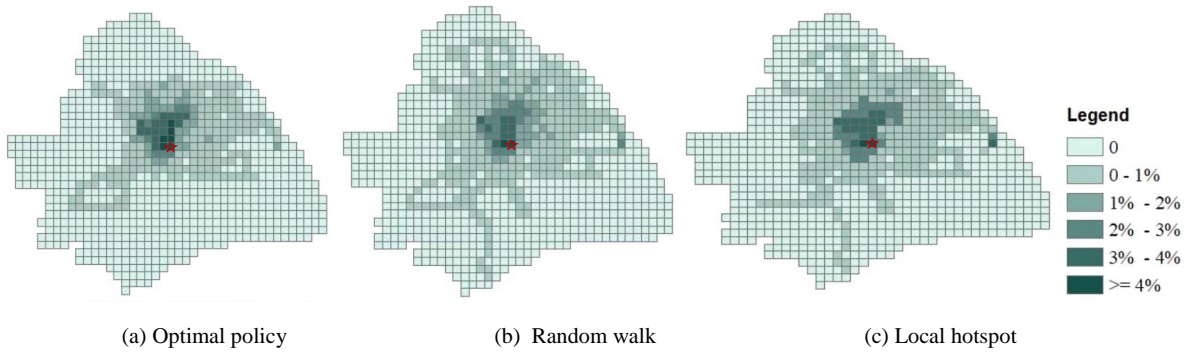 Legend
0
0 - 1%
1% - 2%
2% - 3%
3% - 4%
>= 4%
(a) Optimal policy
(b) Random walk
(c) Local hotspot